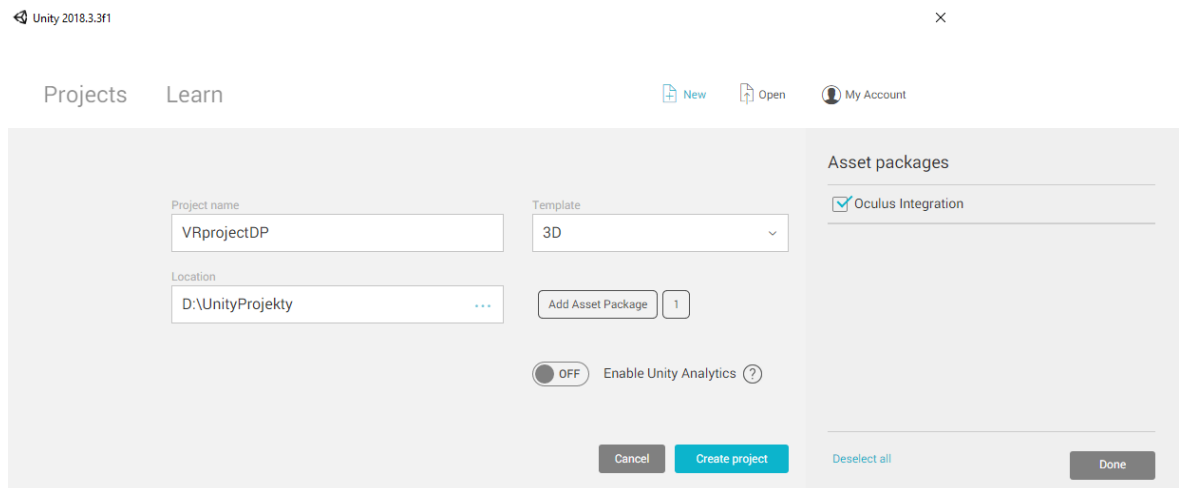 Unity 2018.3.3f1
Projects Learn New Open My Account
Asset packages
Oculus Integration
Project name
VRprojectDP
Template
3D
Location
D:\UnityProjekty ...
Add Asset Package 1
OFF Enable Unity Analytics ?
Cancel Create project
Deselect all Done